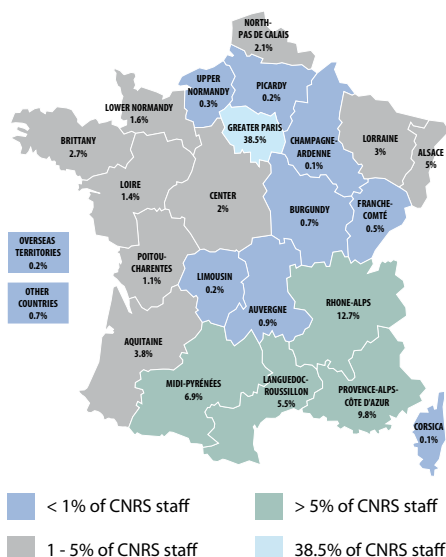 NORTH-
PAS DE CALAIS
2.1%
UPPER
NORMANDY
0.3%
PICARDY
0.2%
LOWER NORMANDY
1.6%
GREATER PARIS
38.5%
CHAMPAGNE-
ARDENNE
0.1%
LORRAINE
3%
ALSACE
5%
BRITTANY
2.7%
LOIRE
1.4%
CENTER
2%
BURGUNDY
0.7%
FRANCHE-
COMTÉ
0.5%
OVERSEAS
TERRITORIES
0.2%
OTHER
COUNTRIES
0.7%
POITOU-
CHARENTES
1.1%
LIMOUSIN
0.2%
AUVERGNE
0.9%
RHONE-ALPS
12.7%
AQUITAINE
3.8%
MIDI-PYRÉNÉES
6.9%
LANGUEDOC-
ROUSSILLON
5.5%
PROVENCE-ALPS-
CÔTE D'AZUR
9.8%
CORSICA
0.1%
< 1% of CNRS staff
> 5% of CNRS staff
1 - 5% of CNRS staff
38.5% of CNRS staff